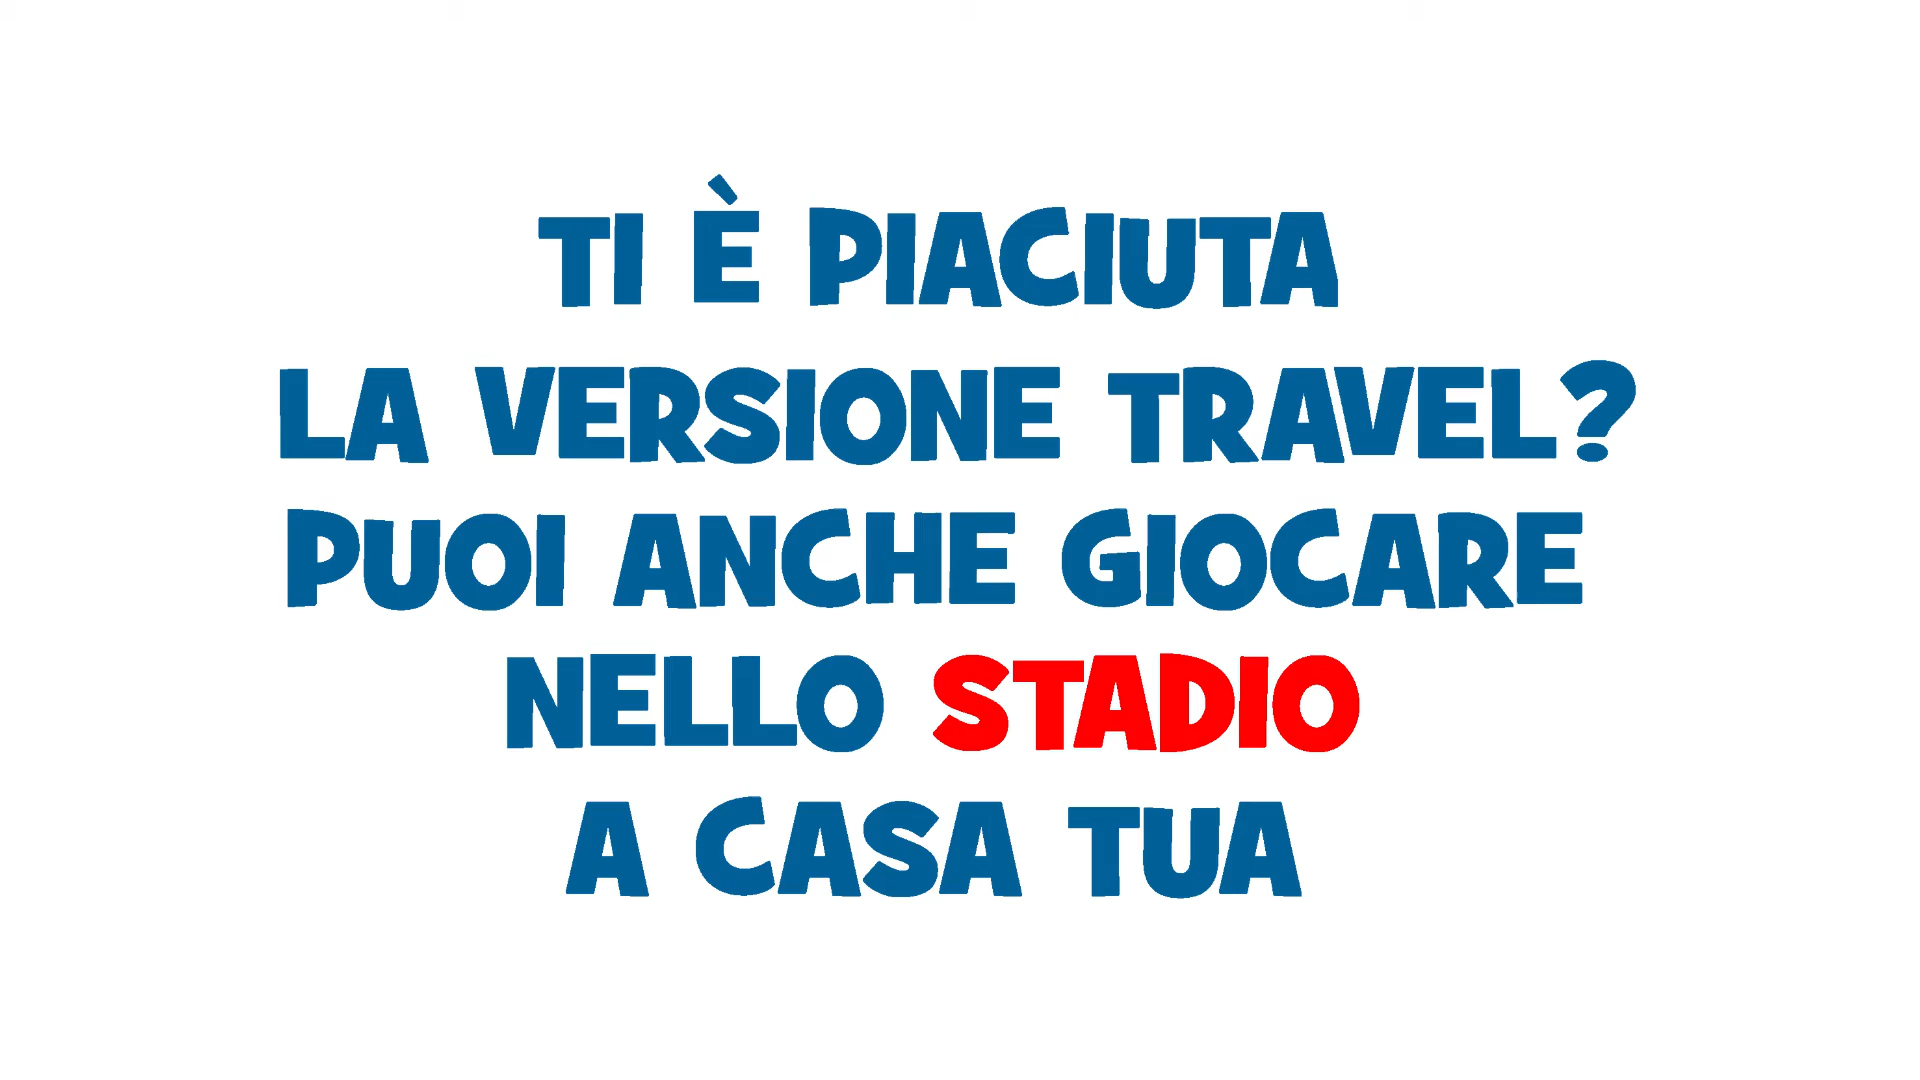 TI È PIACIUTA
LA VERSIONE TRAVEL?
PUOI ANCHE GIOCARE
NELLO STADIO
A CASA TUA